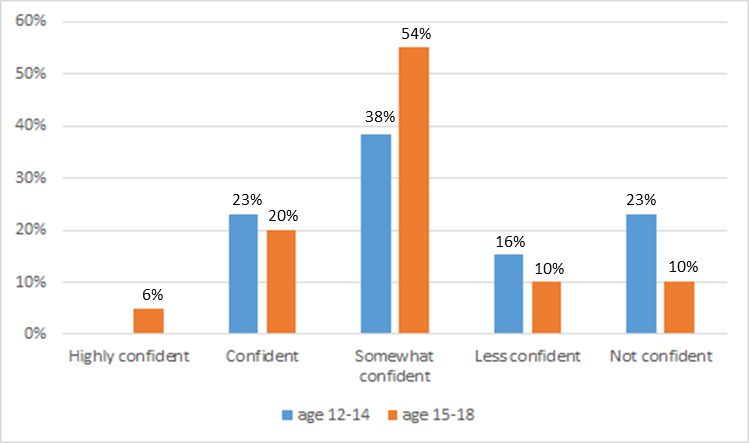 60%
50%
40%
30%
20%
10%
0%
6%
23%
20%
38%
54%
16%
10%
23%
10%
Highly confident
Confident
Somewhat
confident
Less confident
Not confident
age 12-14
age 15-18